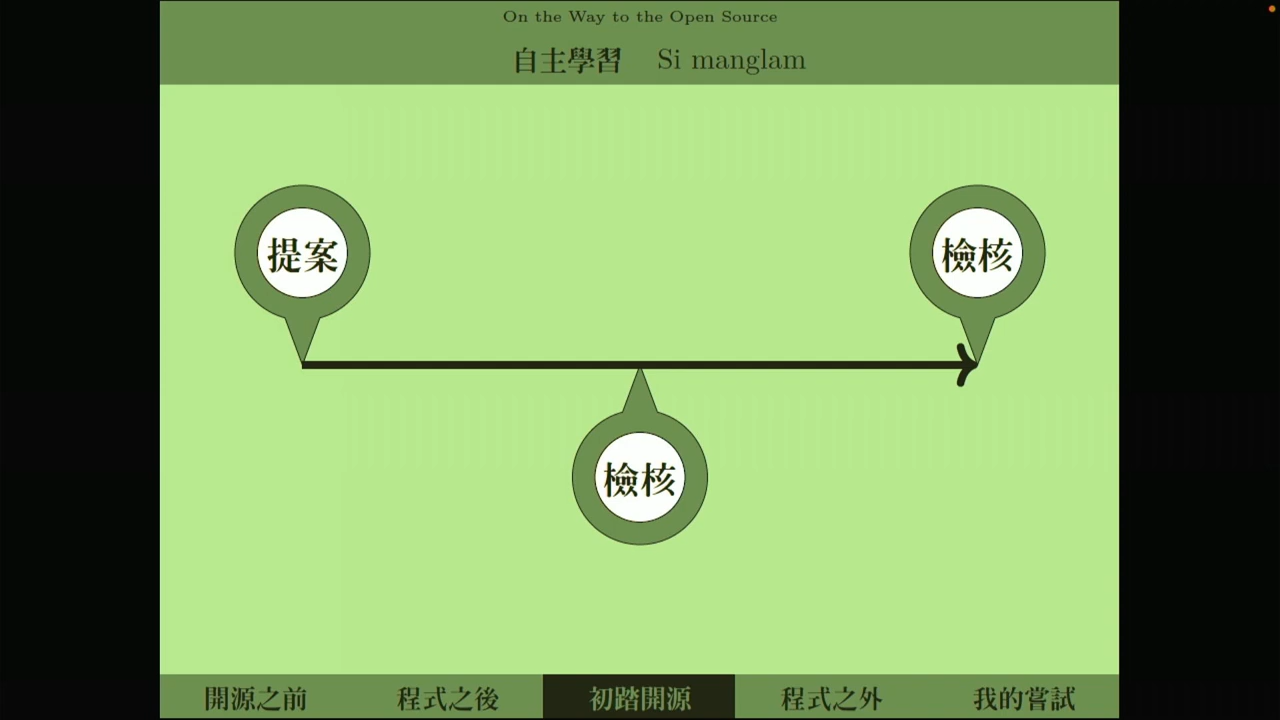 On the Way to the Open Source
自主學習 Si manglam
提案
檢核
檢核
開源之前 程式之後 初踏開源 程式之外 我的嘗試